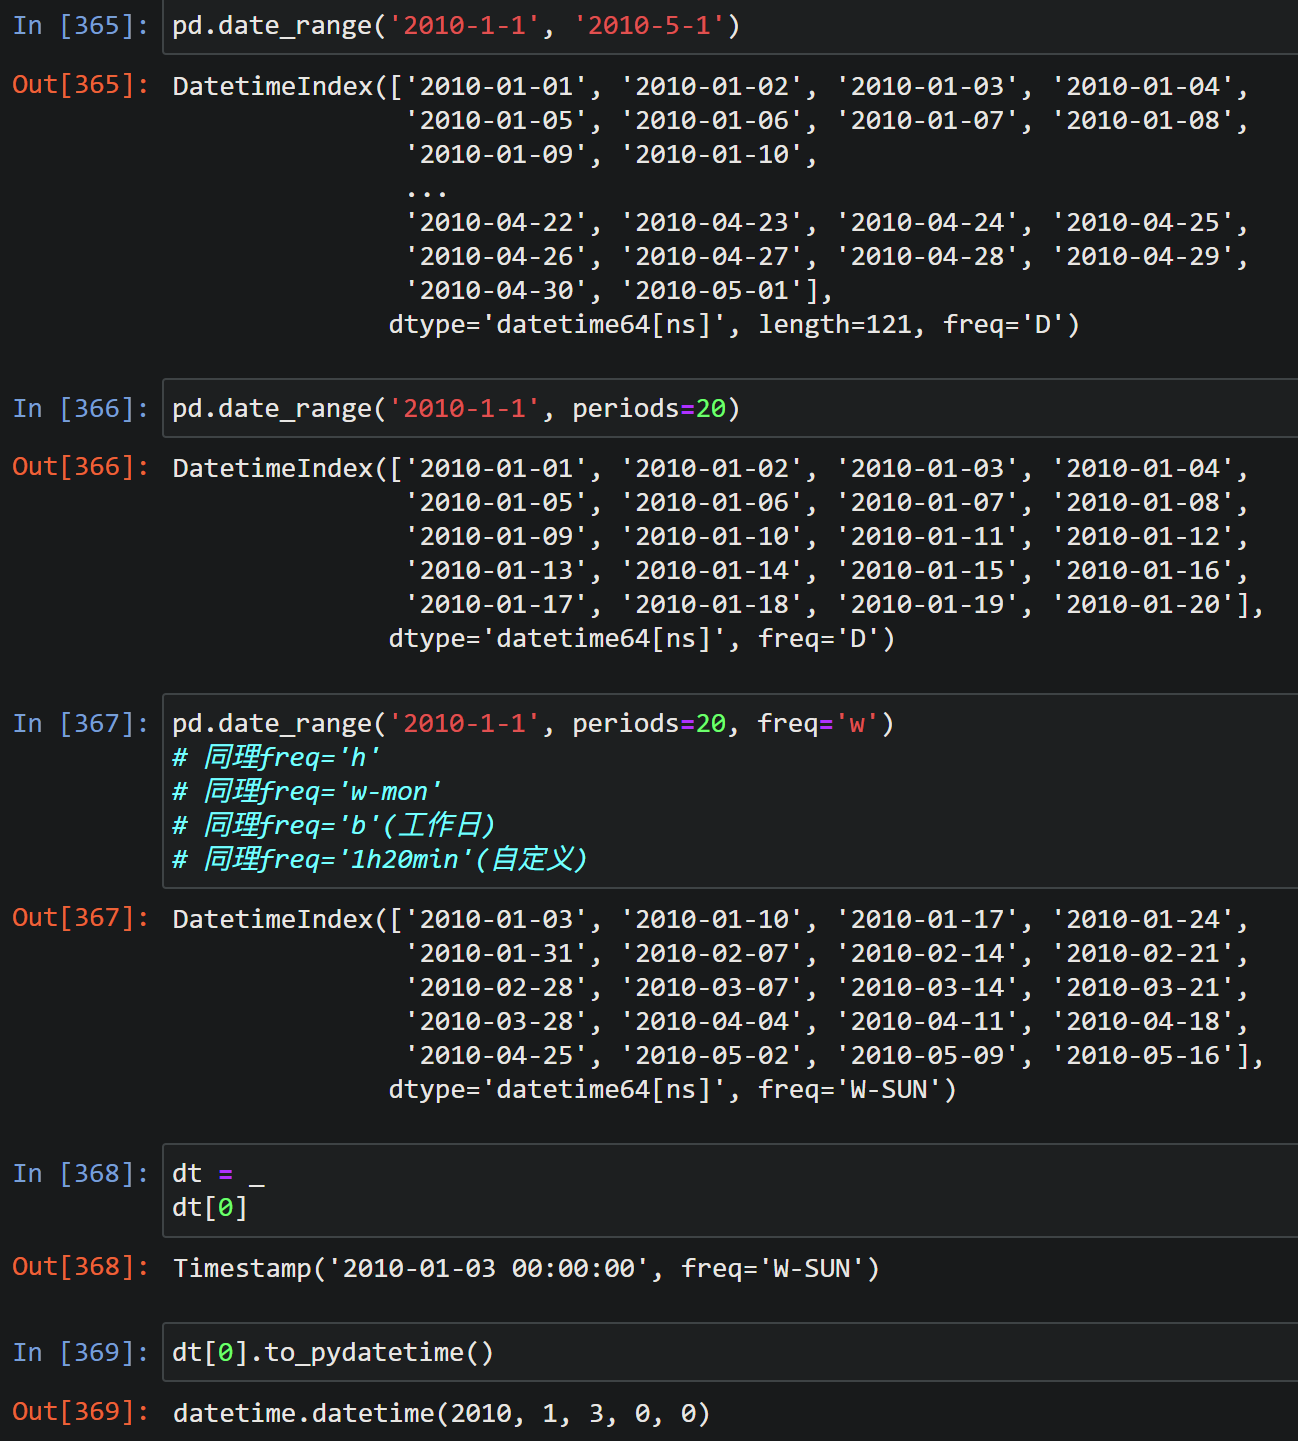 In [365]: pd.date_range('2010-1-1', '2010-5-1')
Out[365]: DatetimeIndex(['2010-01-01', '2010-01-02', '2010-01-03', '2010-01-04',
'2010-01-05', '2010-01-06', '2010-01-07', '2010-01-08',
'2010-01-09', '2010-01-10',
...
'2010-04-22', '2010-04-23', '2010-04-24', '2010-04-25',
'2010-04-26', '2010-04-27', '2010-04-28', '2010-04-29',
'2010-04-30', '2010-05-01'],
dtype='datetime64[ns]', length=121, freq='D')
In [366]: pd.date_range('2010-1-1', periods=20)
Out[366]: DatetimeIndex(['2010-01-01', '2010-01-02', '2010-01-03', '2010-01-04',
'2010-01-05', '2010-01-06', '2010-01-07', '2010-01-08',
'2010-01-09', '2010-01-10', '2010-01-11', '2010-01-12',
'2010-01-13', '2010-01-14', '2010-01-15', '2010-01-16',
'2010-01-17', '2010-01-18', '2010-01-19', '2010-01-20'],
dtype='datetime64[ns]', freq='D')
In [367]: pd.date_range('2010-1-1', periods=20, freq='w')
# 同理freq='h'
# 同理freq='w-mon'
# 同理freq='b'(工作日)
# 同理freq='1h20min'(自定义)
Out[367]: DatetimeIndex(['2010-01-03', '2010-01-10', '2010-01-17', '2010-01-24',
'2010-01-31', '2010-02-07', '2010-02-14', '2010-02-21',
'2010-02-28', '2010-03-07', '2010-03-14', '2010-03-21',
'2010-03-28', '2010-04-04', '2010-04-11', '2010-04-18',
'2010-04-25', '2010-05-02', '2010-05-09', '2010-05-16'],
dtype='datetime64[ns]', freq='W-SUN')
In [368]: dt = _
dt[0]
Out[368]: Timestamp('2010-01-03 00:00:00', freq='W-SUN')
In [369]: dt[0].to_pydatetime()
Out[369]: datetime.datetime(2010, 1, 3, 0, 0)